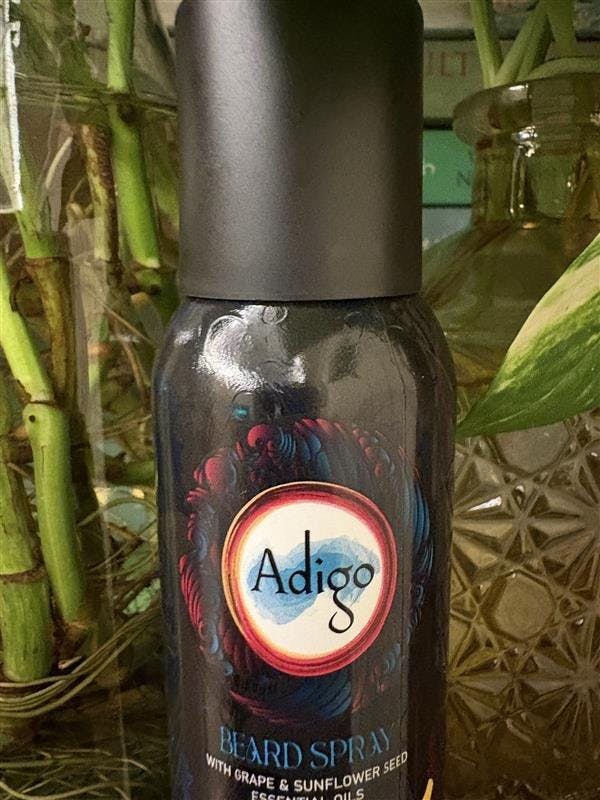 Adigo
BEARD SPRAY
WITH GRAPE & SUNFLOWER SEED
ESSENTIAL OILS